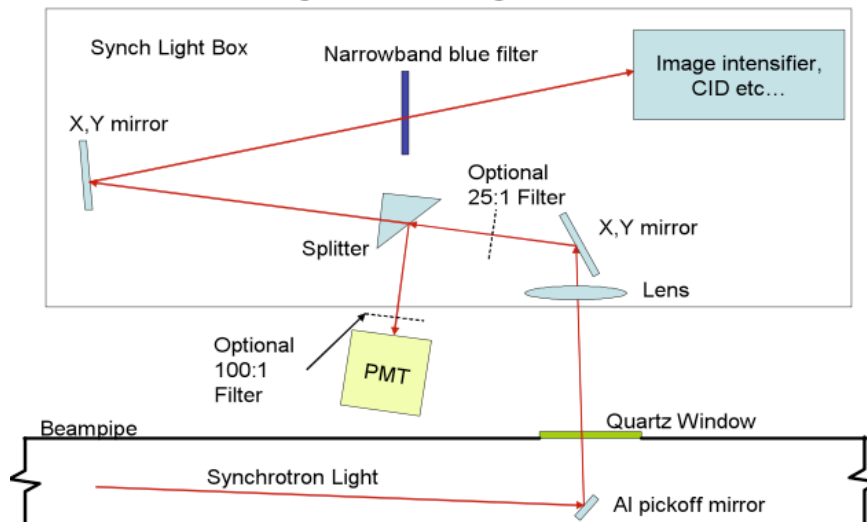 Synch Light Box
Narrowband blue filter
Image intensifier,
CID etc…
X,Y mirror
Optional
25:1 Filter
X,Y mirror
Splitter
Lens
Optional
100:1
Filter
PMT
Quartz Window
Beampipe
Synchrotron Light
Al pickoff mirror